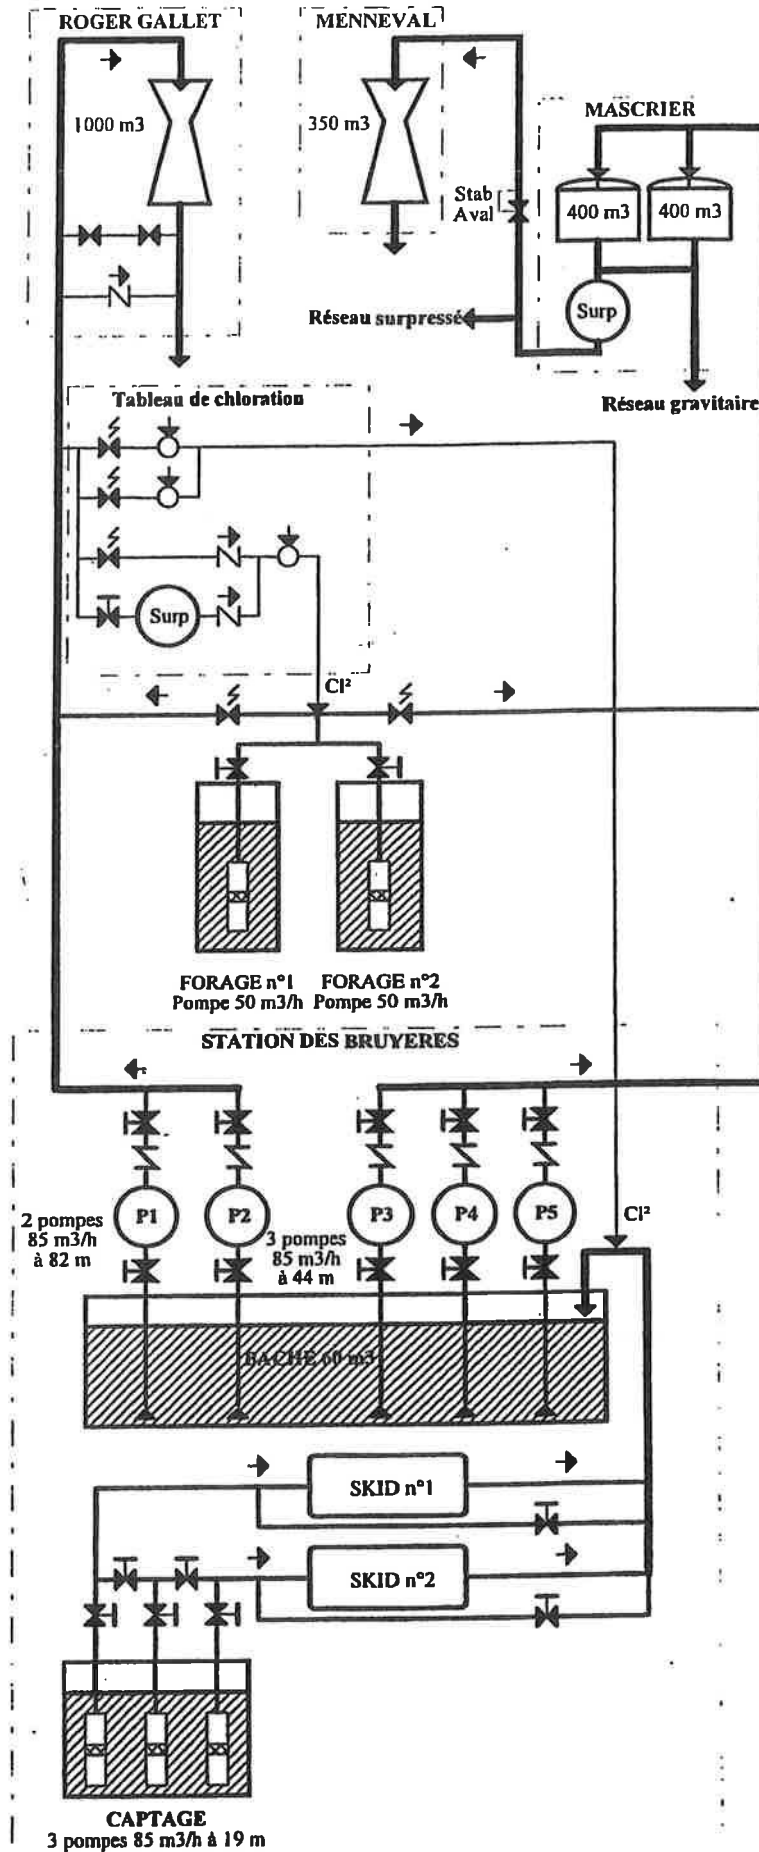 ROGER GALLET
MENNEVAL
1000 m3
350 m3
MASCRIER
Stab
Aval
400 m3
400 m3
Surp
Réseau surpressé
Réseau gravitaire
Tableau de chloration
Surp
Cl²
FORAGE n°1
Pompe 50 m3/h
FORAGE n°2
Pompe 50 m3/h
STATION DES BRUYERES
P1
P2
P3
P4
P5
2 pompes
85 m3/h
à 82 m
3 pompes
85 m3/h
à 44 m
Cl²
BACHE 60 m3
SKID n°1
SKID n°2
CAPTAGE
3 pompes 85 m3/h à 19 m